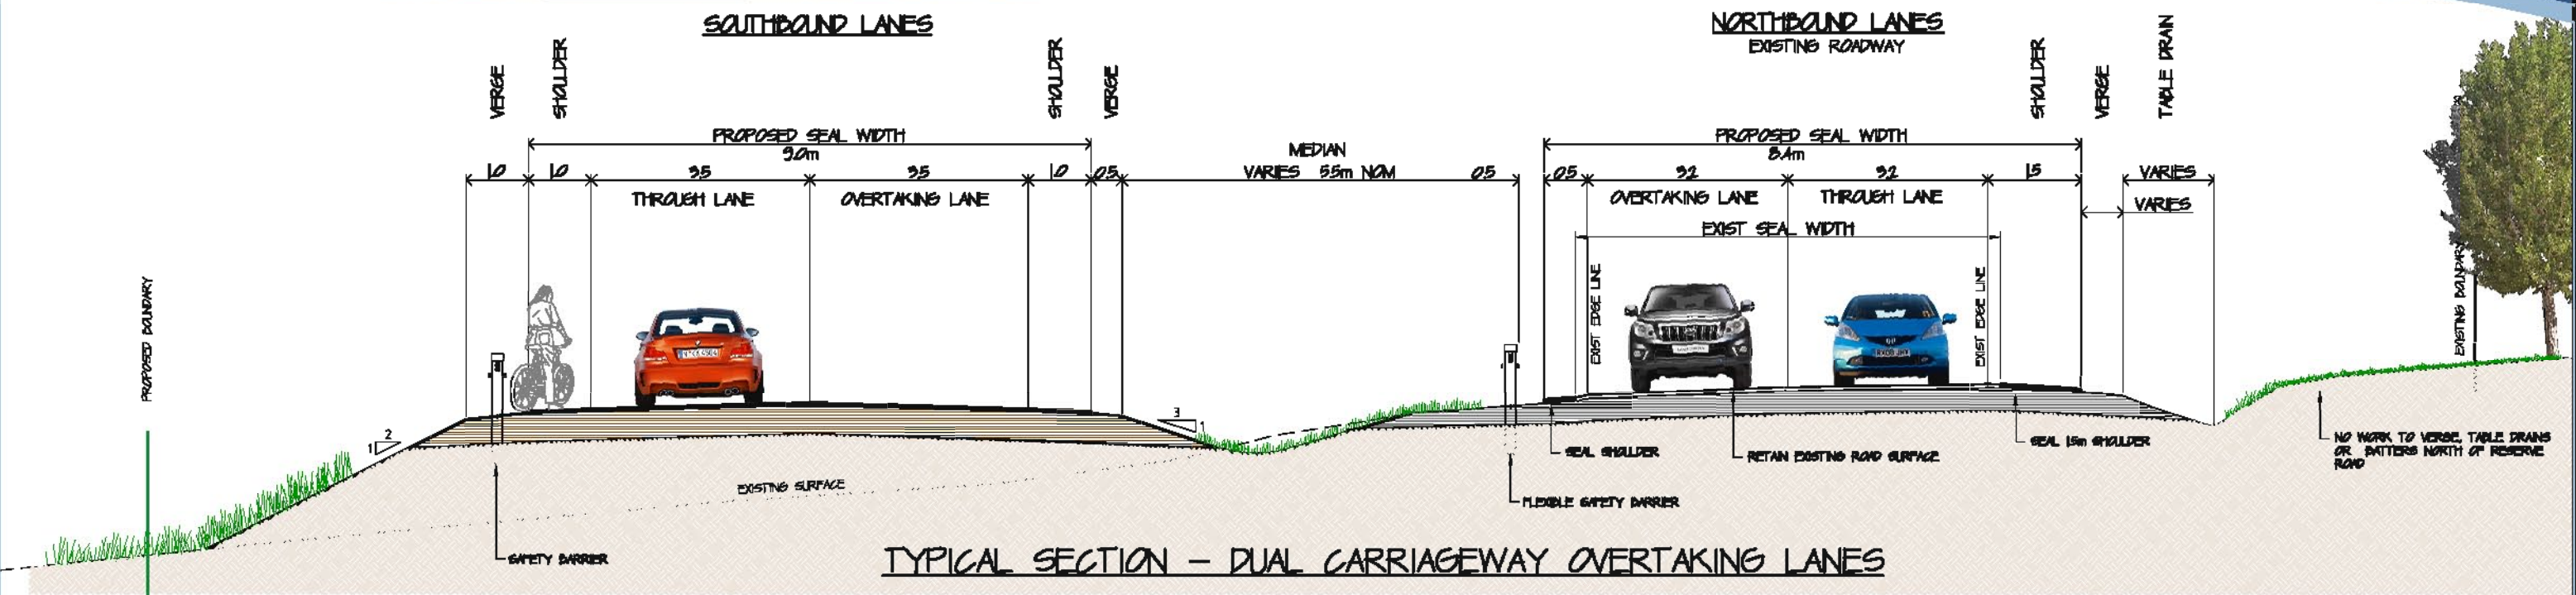 SOUTHBOUND LANES
NORTHBOUND LANES
EXISTING ROADWAY
VERGE
SHOULDER
SHOULDER
VERGE
SHOULDER
VERGE
TABLE DRAIN
PROPOSED SEAL WIDTH
9.0m
MEDIAN
PROPOSED SEAL WIDTH
8.4m
1.0
1.0
3.5
3.5
1.0
0.5
VARIES 5.5m NOM
0.5
0.5
3.2
3.2
1.5
VARIES
THROUGH LANE
OVERTAKING LANE
OVERTAKING LANE
THROUGH LANE
VARIES
EXIST SEAL WIDTH
PROPOSED BOUNDARY
EXIST EDGE LINE
EXIST EDGE LINE
EXISTING BOUNDARY
2
1
3
1
SEAL SHOULDER
RETAIN EXISTING ROAD SURFACE
SEAL 1.5m SHOULDER
NO WORK TO VERGE, TABLE DRAINS
OR BATTERS NORTH OF RESERVE
ROAD
EXISTING SURFACE
FLEXIBLE SAFETY BARRIER
SAFETY BARRIER
TYPICAL SECTION - DUAL CARRIAGEWAY OVERTAKING LANES